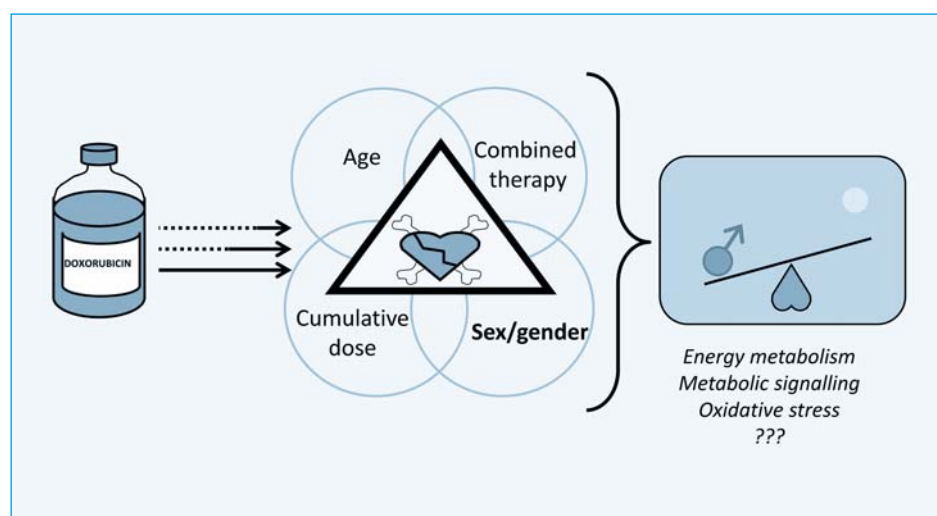 DOXORUBICIN
Age
Combined
therapy
Cumulative
dose
Sex/gender
Energy metabolism
Metabolic signalling
Oxidative stress
???